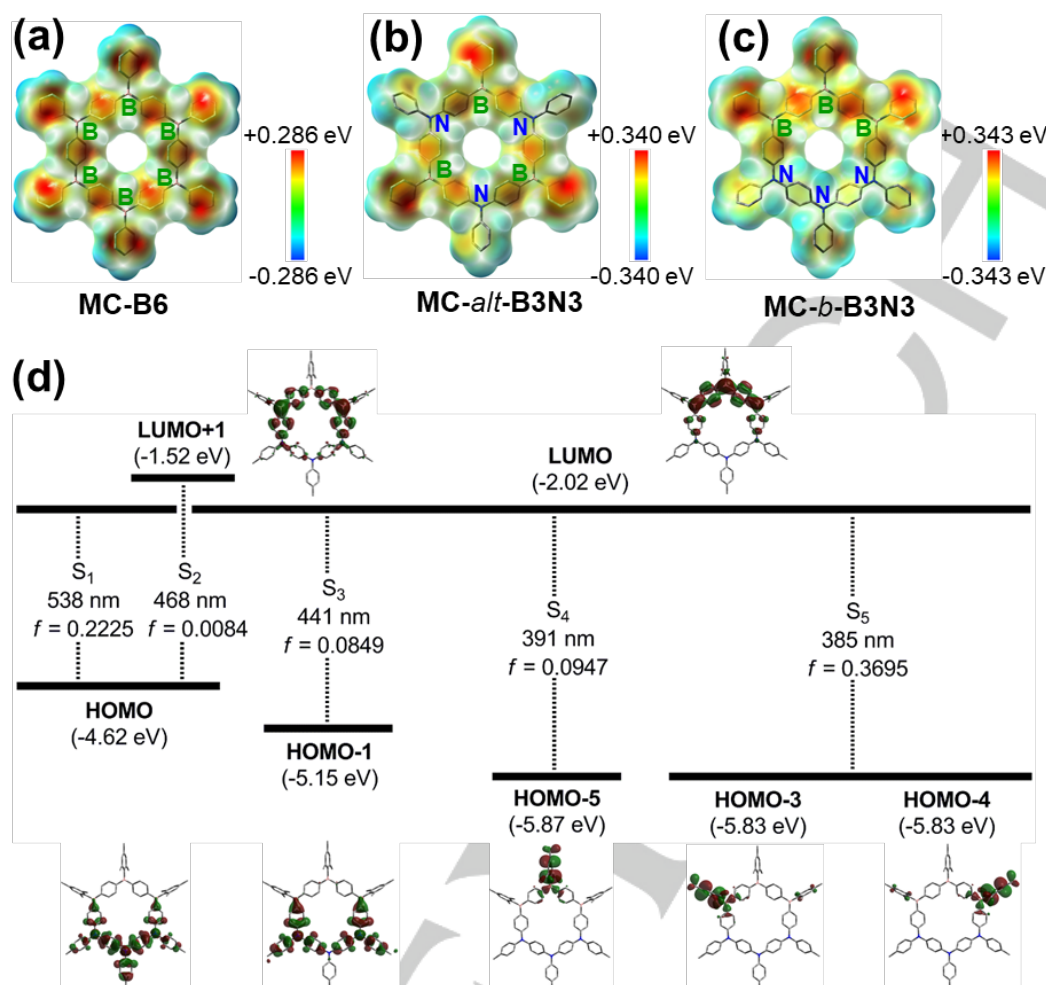 (a)
B
B
B
B
B
B
+0.286 eV
-0.286 eV
MC-B6
(b)
B
N
N
B
B
N
+0.340 eV
-0.340 eV
MC-alt-B3N3
(c)
B
B
B
N
N
N
+0.343 eV
-0.343 eV
MC-b-B3N3
(d)
LUMO+1
(-1.52 eV)
LUMO
(-2.02 eV)
S1
538 nm
f = 0.2225
S2
468 nm
f = 0.0084
S3
441 nm
f = 0.0849
S4
391 nm
f = 0.0947
S5
385 nm
f = 0.3695
HOMO
(-4.62 eV)
HOMO-1
(-5.15 eV)
HOMO-5
(-5.87 eV)
HOMO-3
(-5.83 eV)
HOMO-4
(-5.83 eV)